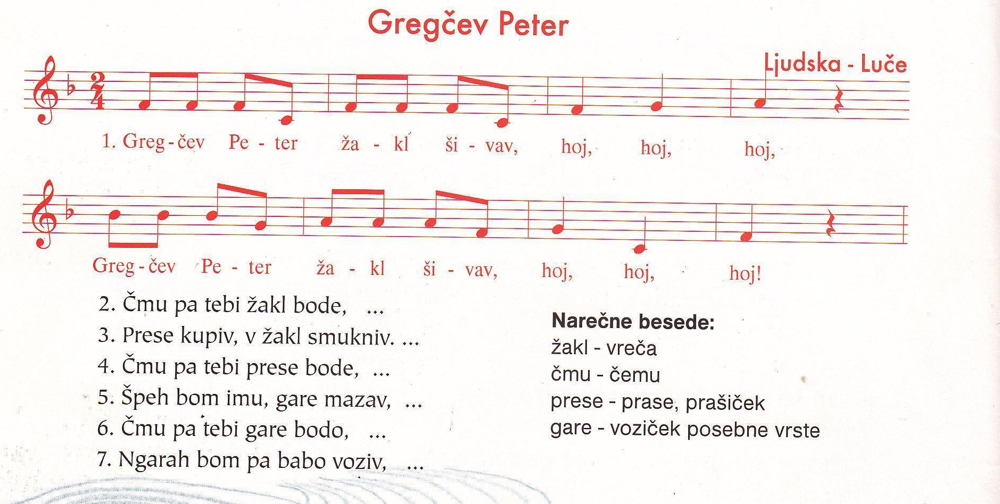 Gregčev Peter
Ljudska - Luče
2
4
1. Greg - čev Pe - ter ža - kl ši - vav, hoj, hoj, hoj,
Greg - čev Pe - ter ža - kl ši - vav, hoj, hoj, hoj!
2. Čmu pa tebi žakl bode, ...
3. Prese kupiv, v žakl smukniv. ...
4. Čmu pa tebi prese bode, ...
5. Špeh bom imu, gare mazav, ...
6. Čmu pa tebi gare bodo, ...
7. Ngarah bom pa babo voziv, ...
Narečne besede:
žakl - vreča
čmu - čemu
prese - prase, prašiček
gare - voziček posebne vrste